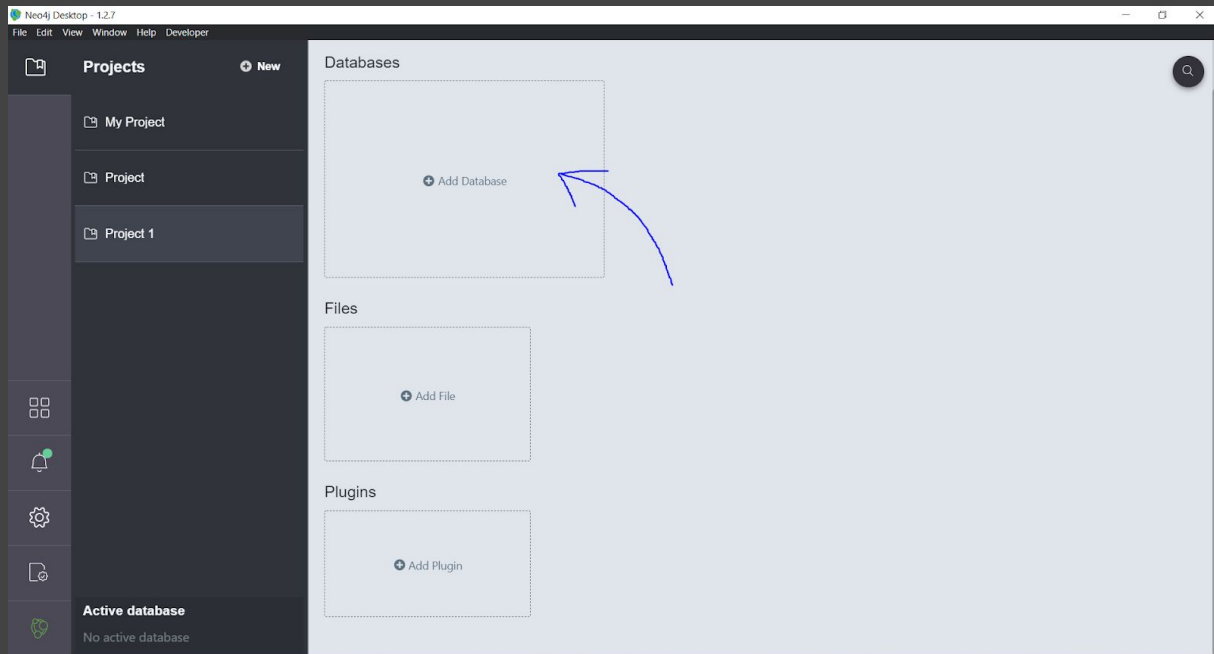 Neo4j Desktop - 1.2.7
File Edit View Window Help Developer
Projects
New
My Project
Project
Project 1
Active database
No active database
Databases
Add Database
Files
Add File
Plugins
Add Plugin